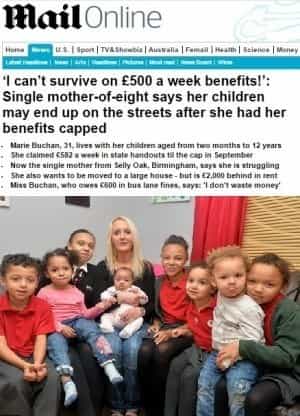 Mail Online
Home News U.S. Sport TV&Showbiz Australia Femail Health Science Money
Latest Headlines News Arts Headlines Pictures Most read News Board Wires
‘I can’t survive on £500 a week benefits!’:
Single mother-of-eight says her children
may end up on the streets after she had her
benefits capped
Marie Buchan, 31, lives with her children aged from two months to 12 years
She claimed £582 a week in state handouts til the cap in September
Now the single mother from Selly Oak, Birmingham, says she is struggling
She also wants to be moved to a large house - but is £2,000 behind in rent
Miss Buchan, who owes £600 in bus lane fines, says: 'I don't waste money'